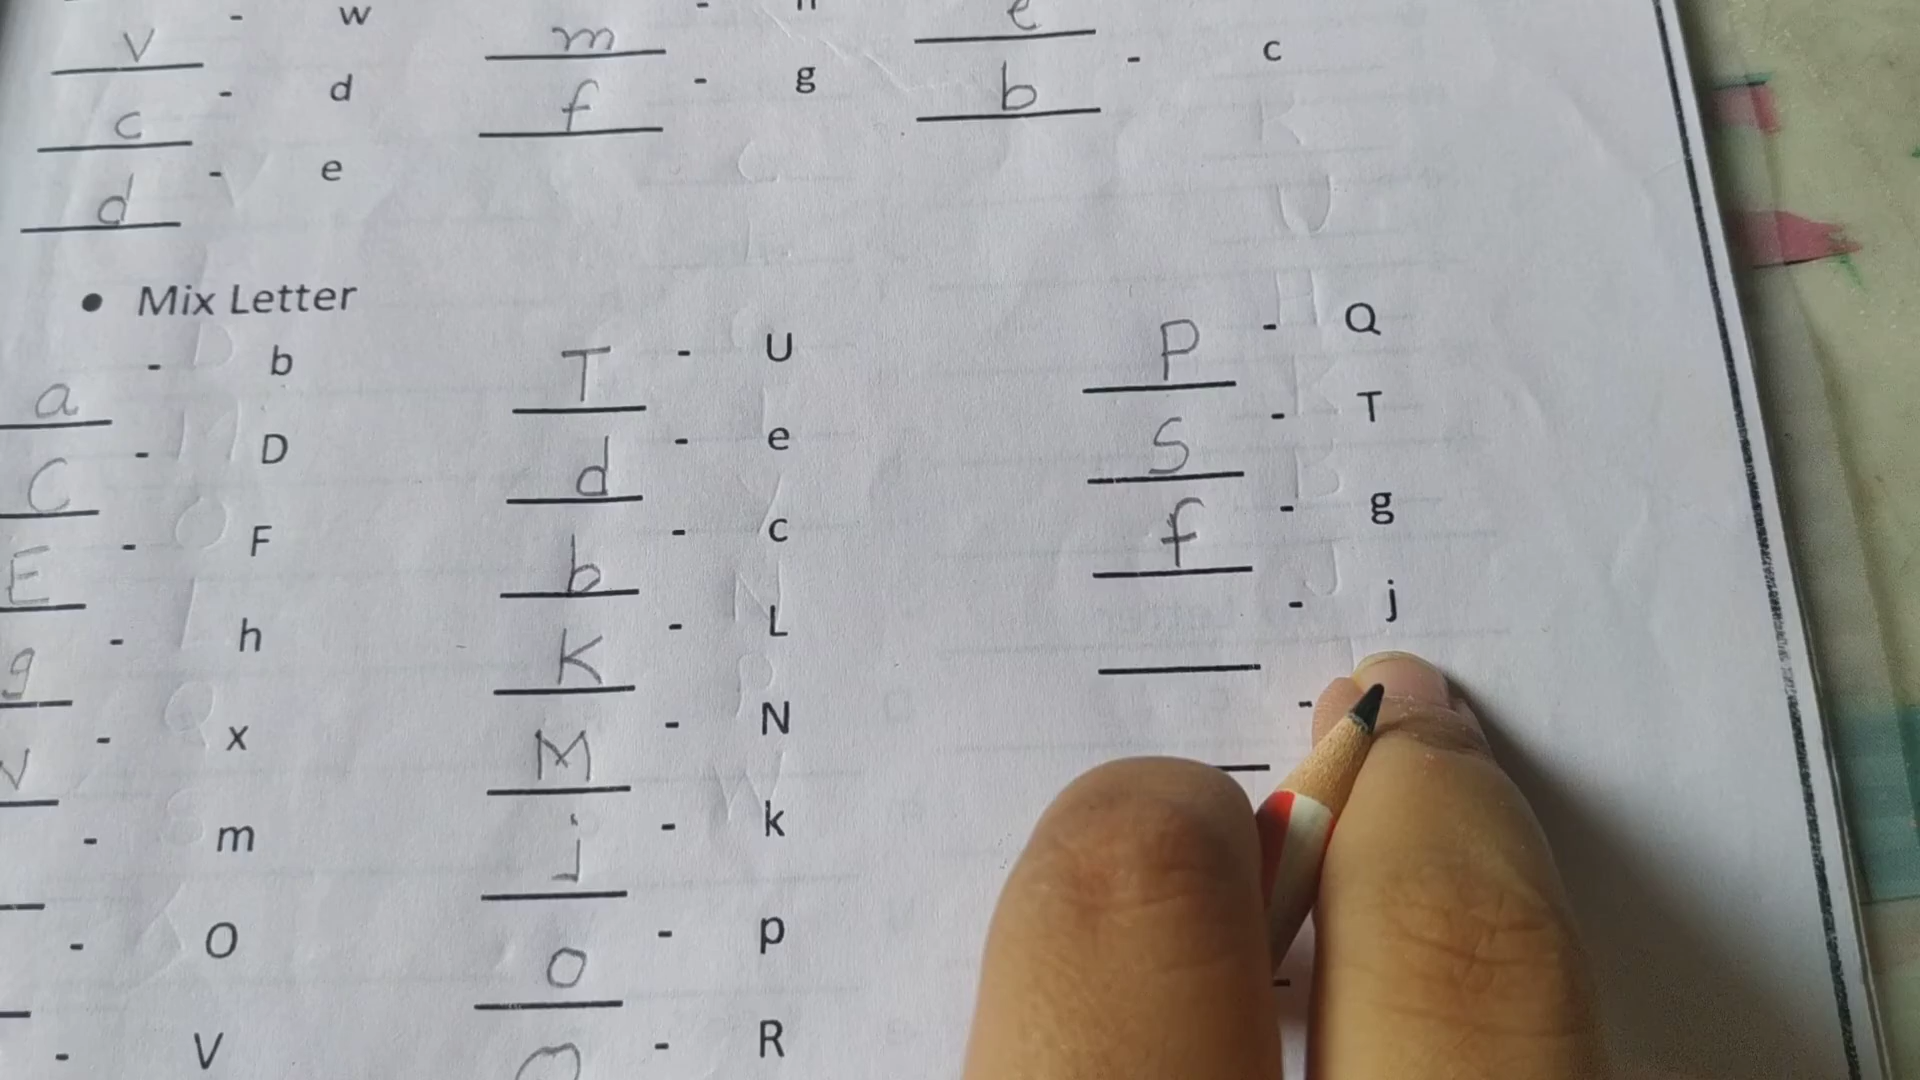 v - w m - e - c
c - d f - g b
d - e
• Mix Letter
a - b T - U P - Q
C - D d - e S - T
E - F b - c f - g
g - h K - L - j
- x M - N -
- m j - k
- O o - p
- V - R